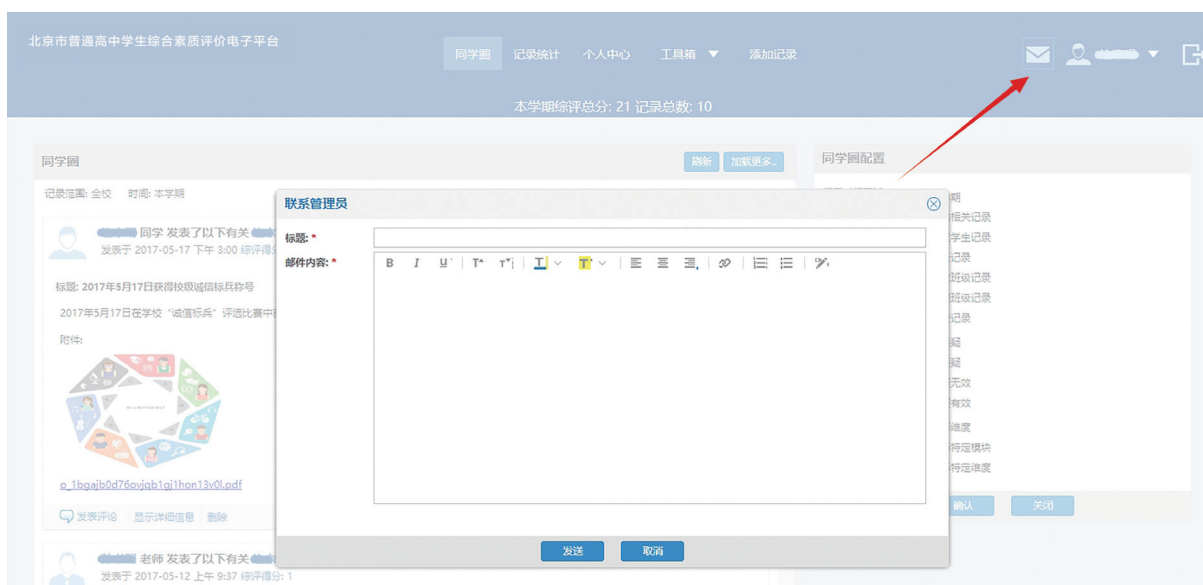 北京市普通高中学生综合素质评价电子平台
同学圈 记录统计 个人中心 工具箱 添加记录
本学期综评总分: 21 记录总数: 10
同学圈 刷新 加载更多..
同学圈配置
记录范围: 全校 时间: 本学期
联系管理员
标题: *
邮件内容: *
同学 发表了以下有关
发表于 2017-05-17 下午 3:00 综评得分
标题: 2017年5月17日获得校级诚信标兵称号
2017年5月17日在学校“诚信标兵”评选比赛中
附件:
o_1bgajb0d76ovjqb1gj1hon13v0l.pdf
发表评论 显示详细信息 删除
老师 发表了以下有关
发表于 2017-05-12 上午 9:37 综评得分: 1
发送 取消
期
相关记录
学生记录
记录
班级记录
班级记录
记录
疑
疑
无效
有效
维度
特定模块
特定维度
确认 关闭